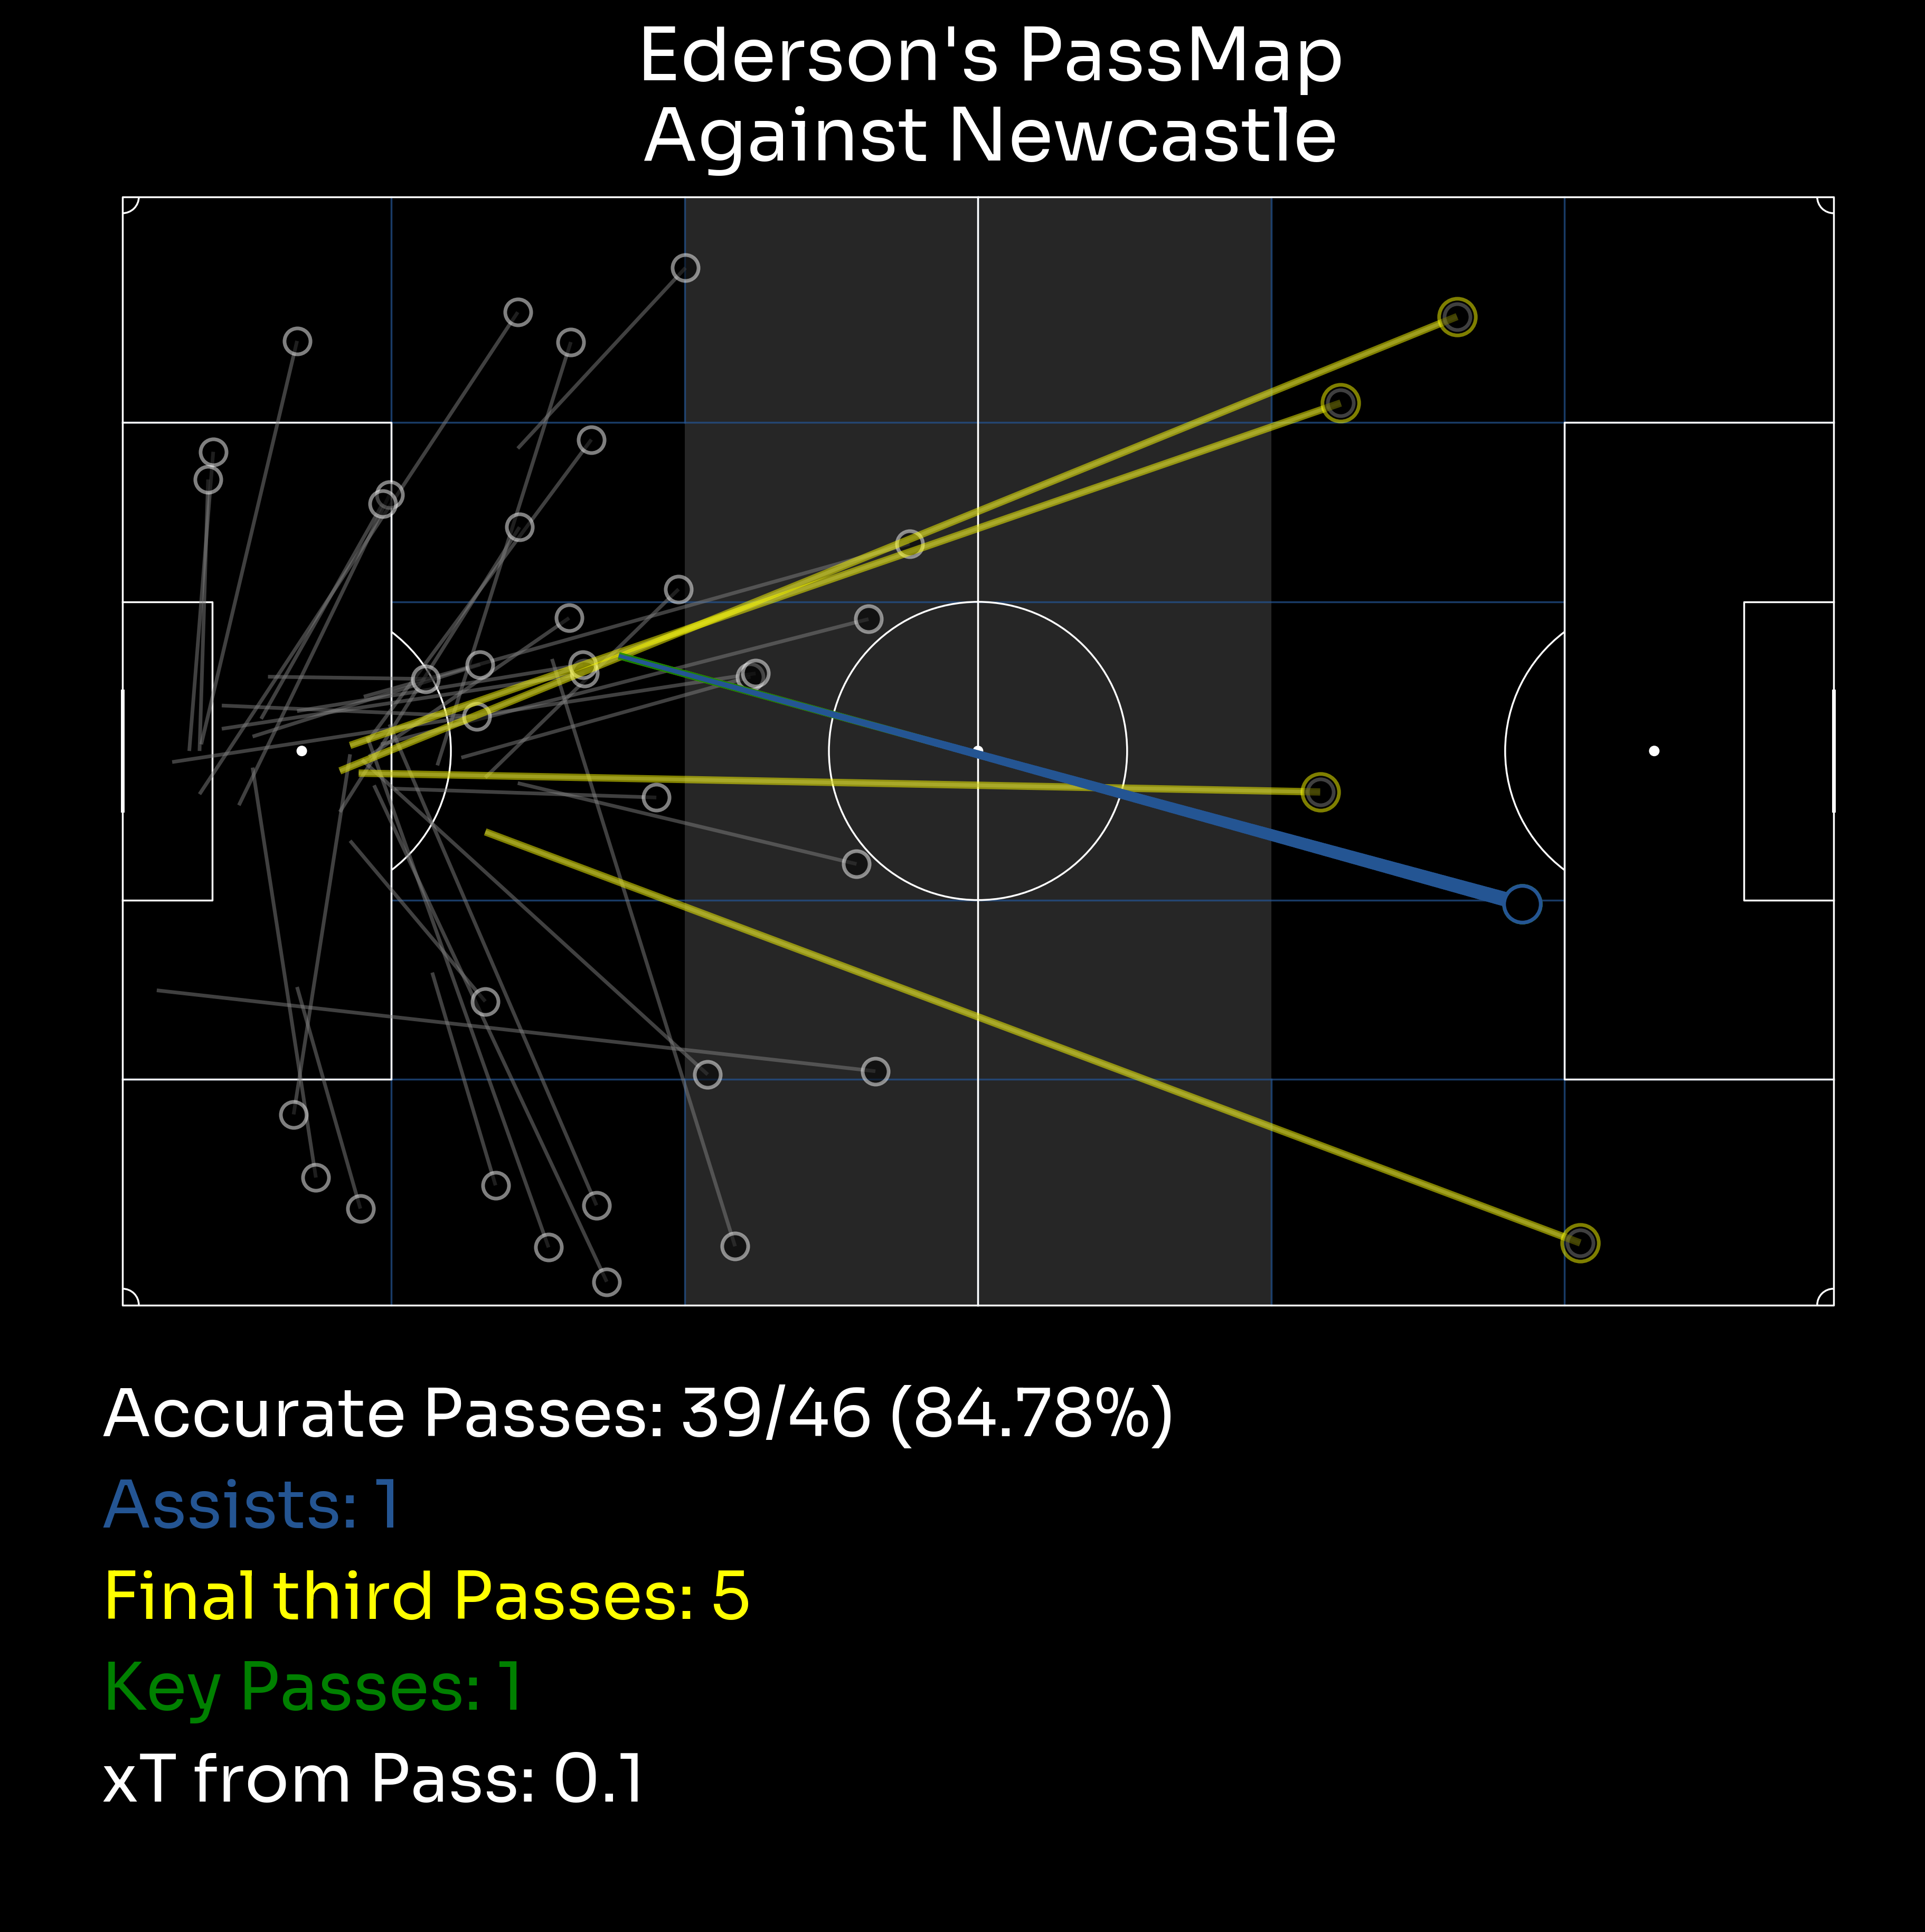 Ederson's PassMap
Against Newcastle
Accurate Passes: 39/46 (84.78%)
Assists: 1
Final third Passes: 5
Key Passes: 1
xT from Pass: 0.1